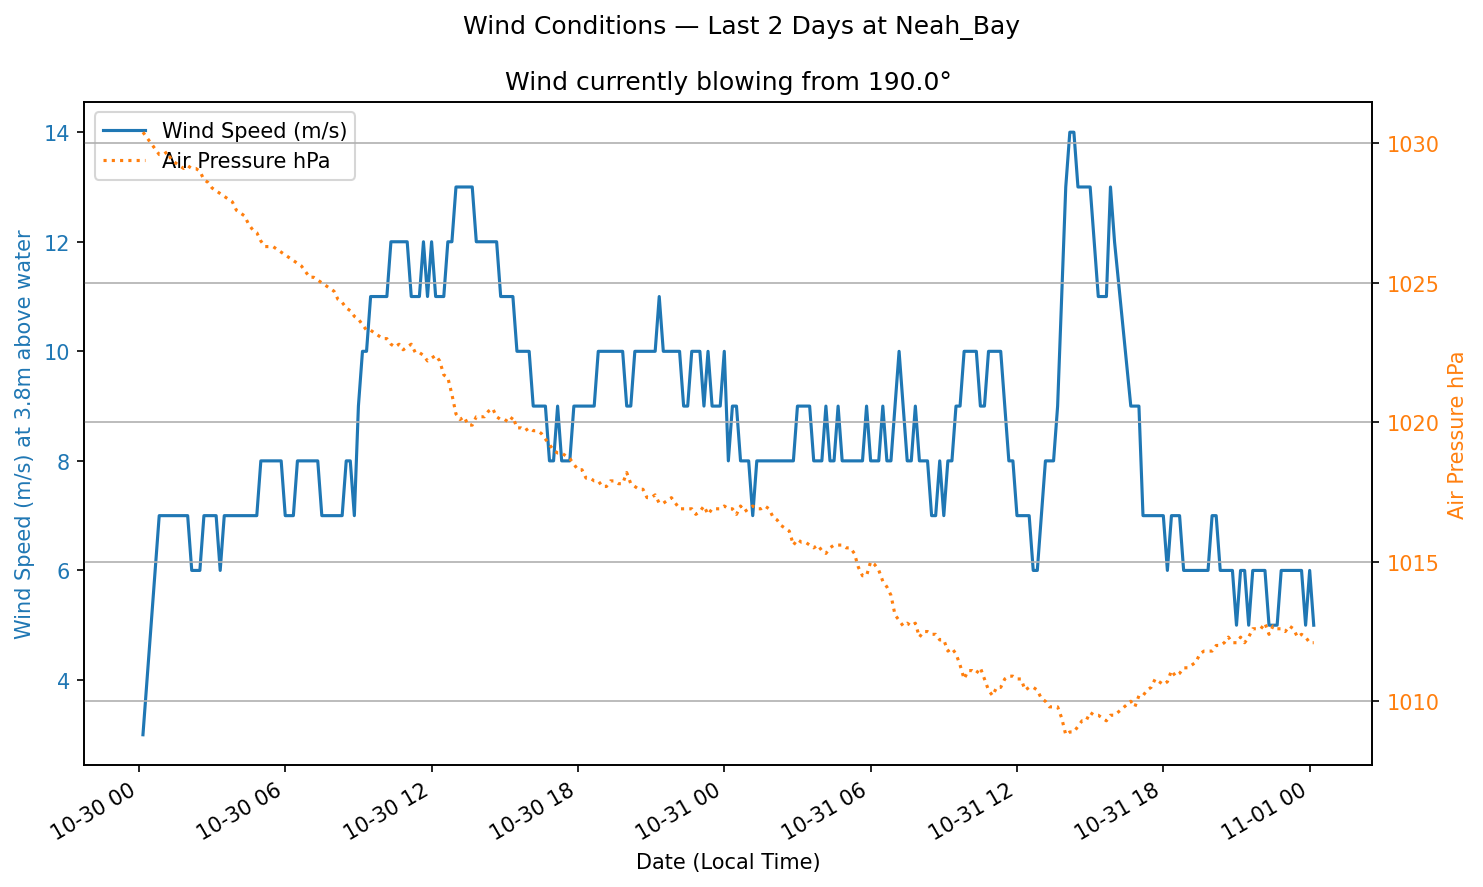 Wind Conditions — Last 2 Days at Neah_Bay
Wind currently blowing from 190.0°
Wind Speed (m/s)
Air Pressure hPa
Wind Speed (m/s) at 3.8m above water
14
12
10
8
6
4
1030
1025
1020
1015
1010
Air Pressure hPa
10-30 00
10-30 06
10-30 12
10-30 18
10-31 00
10-31 06
10-31 12
10-31 18
11-01 00
Date (Local Time)